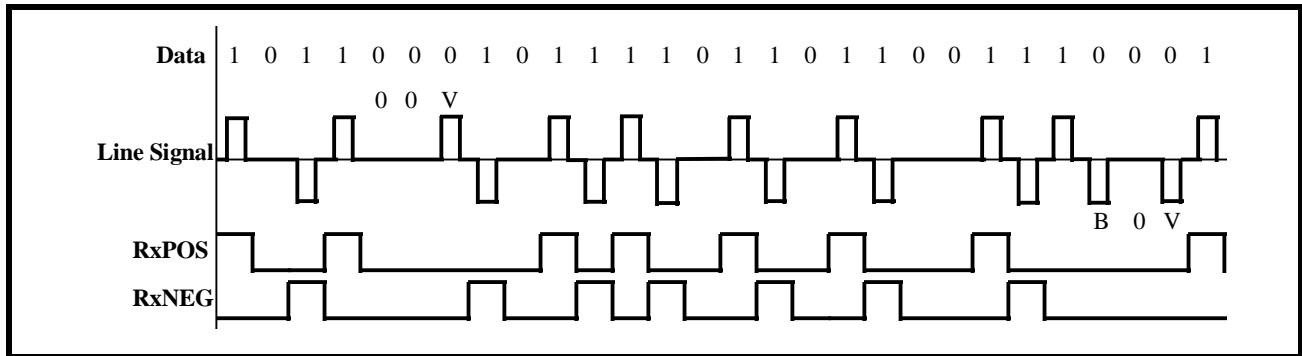 Data 1 0 1 1 0 0 0 1 0 1 1 1 1 0 1 1 0 1 1 0 0 1 1 1 0 0 0 1
0 0 V
Line Signal
B 0 V
RxPOS
RxNEG